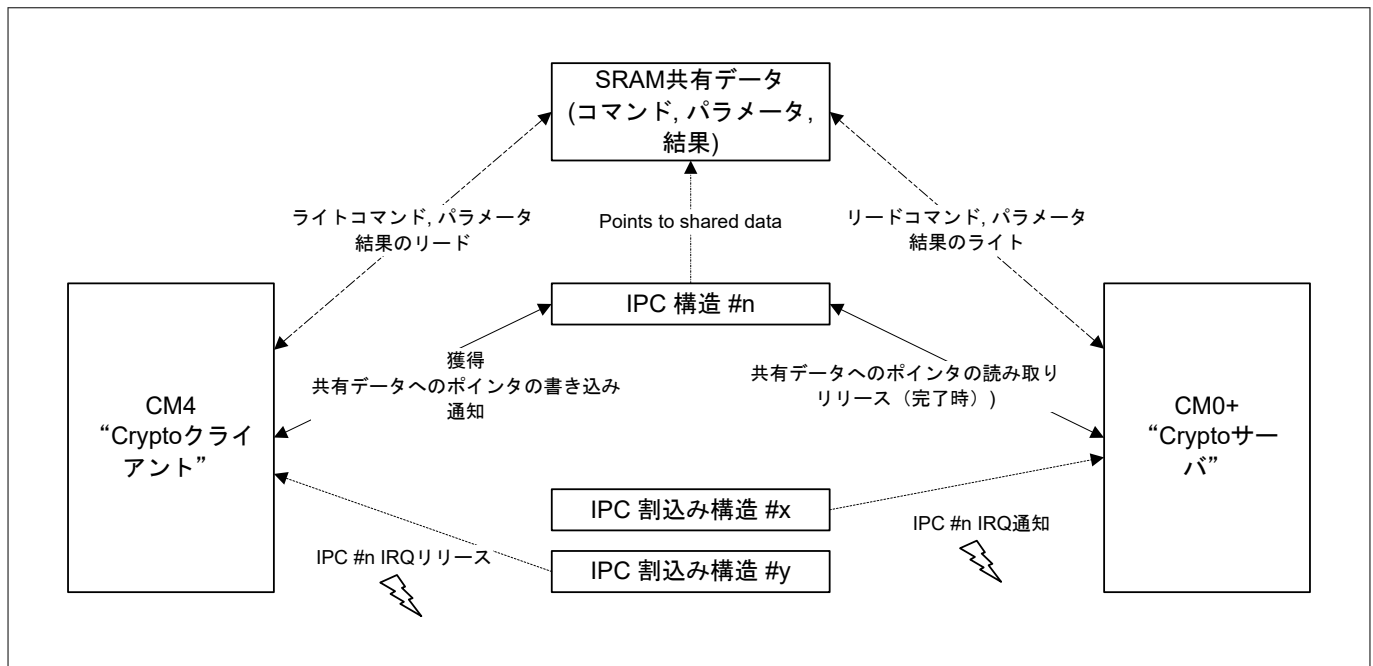 SRAM共有データ
(コマンド, パラメータ,
結果)
ライトコマンド, パラメータ
結果のリード
Points to shared data
リードコマンド, パラメータ
結果のライト
IPC 構造 #n
獲得
共有データへのポインタの書き込み
通知
共有データへのポインタの読み取り
リリース（完了時）)
CM4
“Cryptoクライ
アント”
CM0+
“Cryptoサー
バ”
IPC 割込み構造 #x
IPC #n IRQ通知
IPC #n IRQリリース
IPC 割込み構造 #y